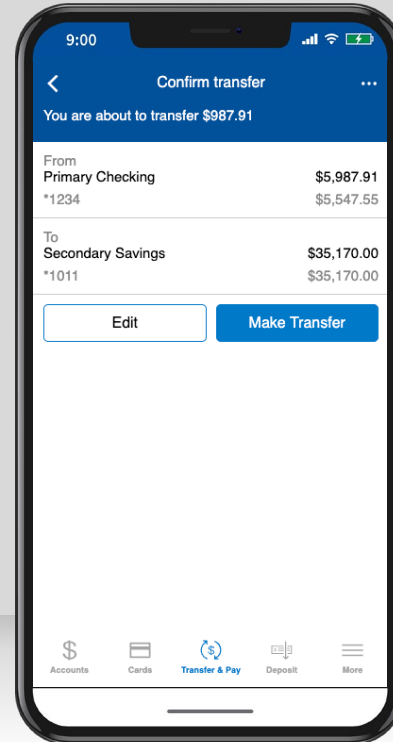 9:00
Confirm transfer
You are about to transfer $987.91
From
Primary Checking $5,987.91
*1234 $5,547.55
To
Secondary Savings $35,170.00
*1011 $35,170.00
Edit Make Transfer
Accounts Cards Transfer & Pay Deposit More